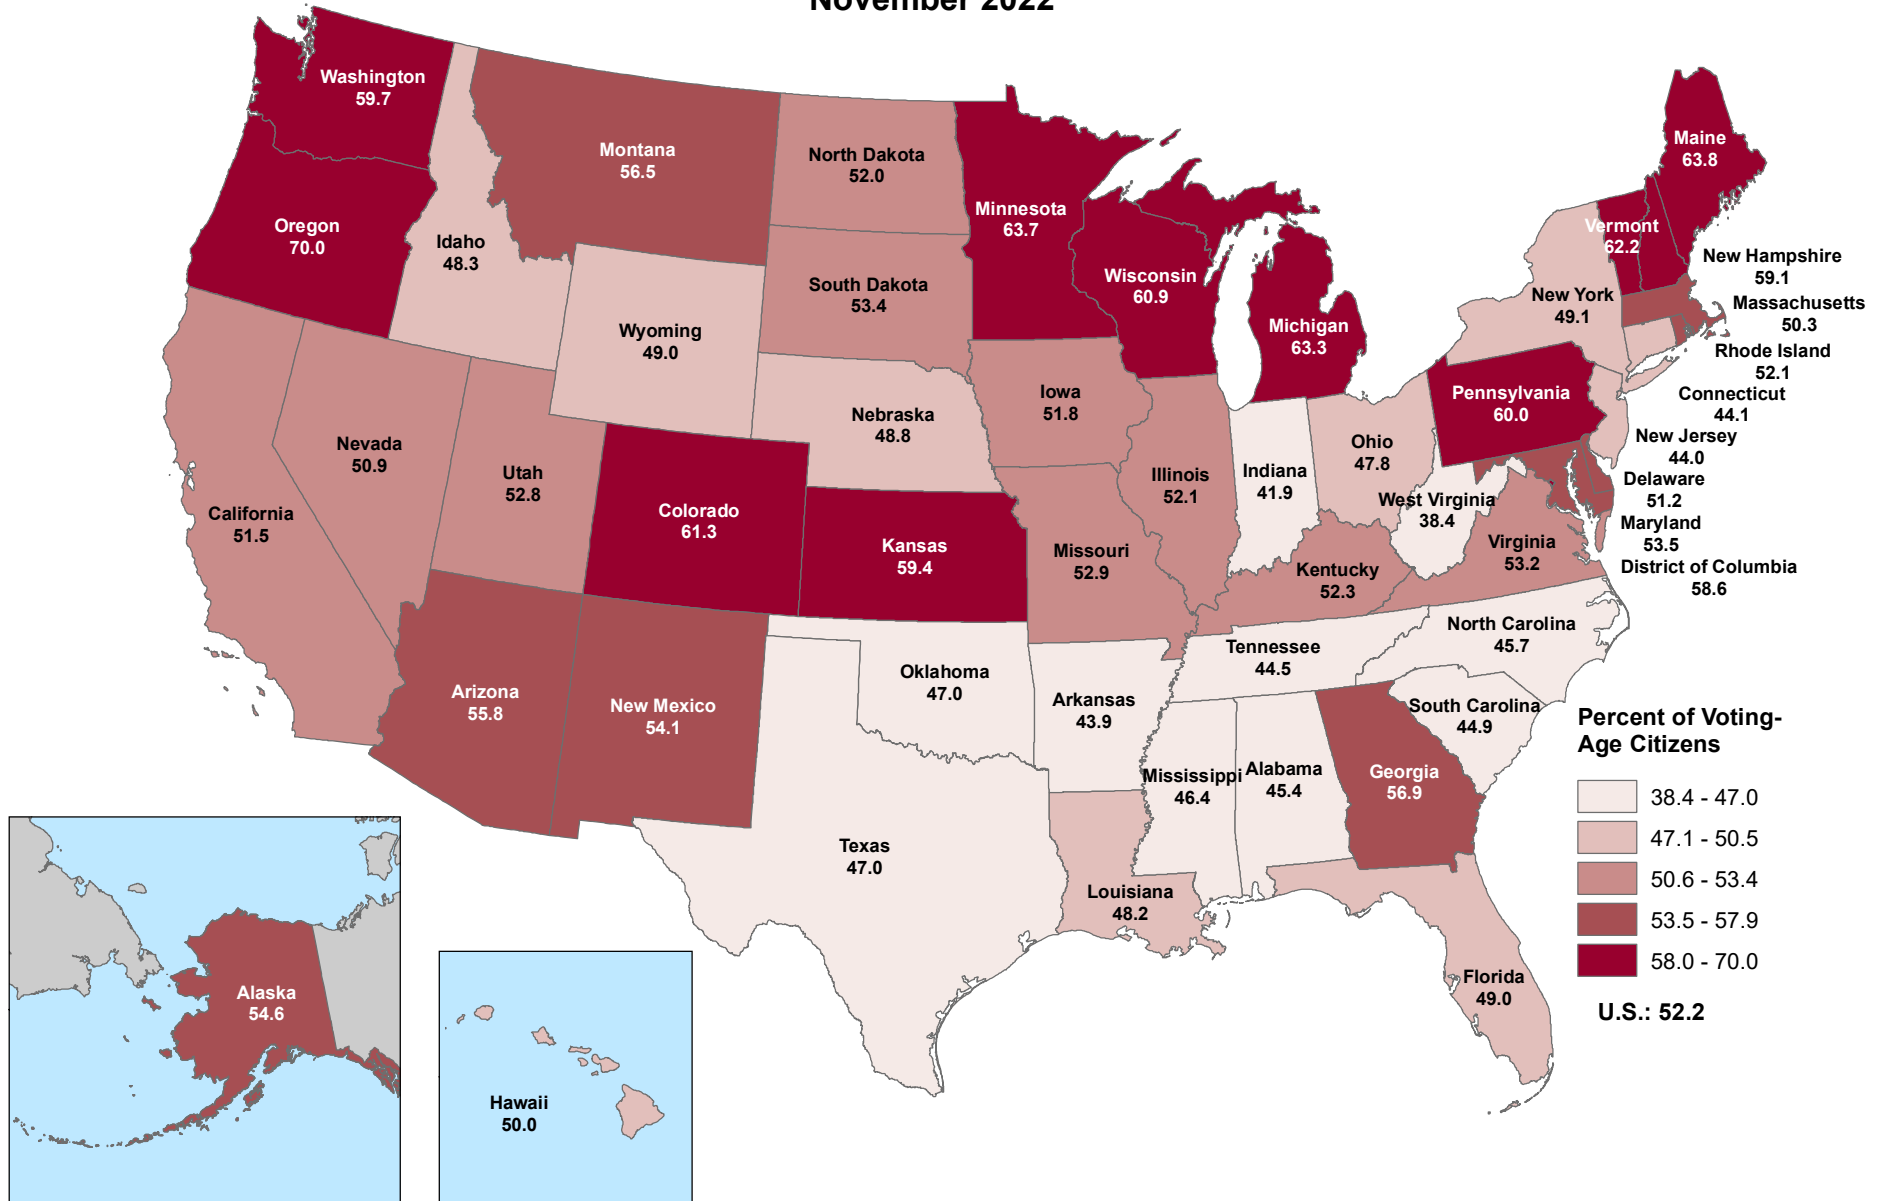 November 2022
Washington
59.7
Montana
56.5
North Dakota
52.0
Minnesota
63.7
Maine
63.8
Oregon
70.0
Idaho
48.3
South Dakota
53.4
Wisconsin
60.9
Michigan
63.3
Vermont
62.2
New Hampshire
59.1
New York
49.1
Massachusetts
50.3
Rhode Island
52.1
Connecticut
44.1
New Jersey
44.0
Delaware
51.2
Maryland
53.5
District of Columbia
58.6
Wyoming
49.0
Nebraska
48.8
Iowa
51.8
Pennsylvania
60.0
Nevada
50.9
Utah
52.8
Illinois
52.1
Indiana
41.9
Ohio
47.8
West Virginia
38.4
California
51.5
Colorado
61.3
Kansas
59.4
Missouri
52.9
Kentucky
52.3
Virginia
53.2
Arizona
55.8
New Mexico
54.1
Oklahoma
47.0
Arkansas
43.9
Tennessee
44.5
North Carolina
45.7
South Carolina
44.9
Mississippi
46.4
Alabama
45.4
Georgia
56.9
Texas
47.0
Louisiana
48.2
Florida
49.0
Alaska
54.6
Hawaii
50.0
Percent of Voting-
Age Citizens
38.4 - 47.0
47.1 - 50.5
50.6 - 53.4
53.5 - 57.9
58.0 - 70.0
U.S.: 52.2